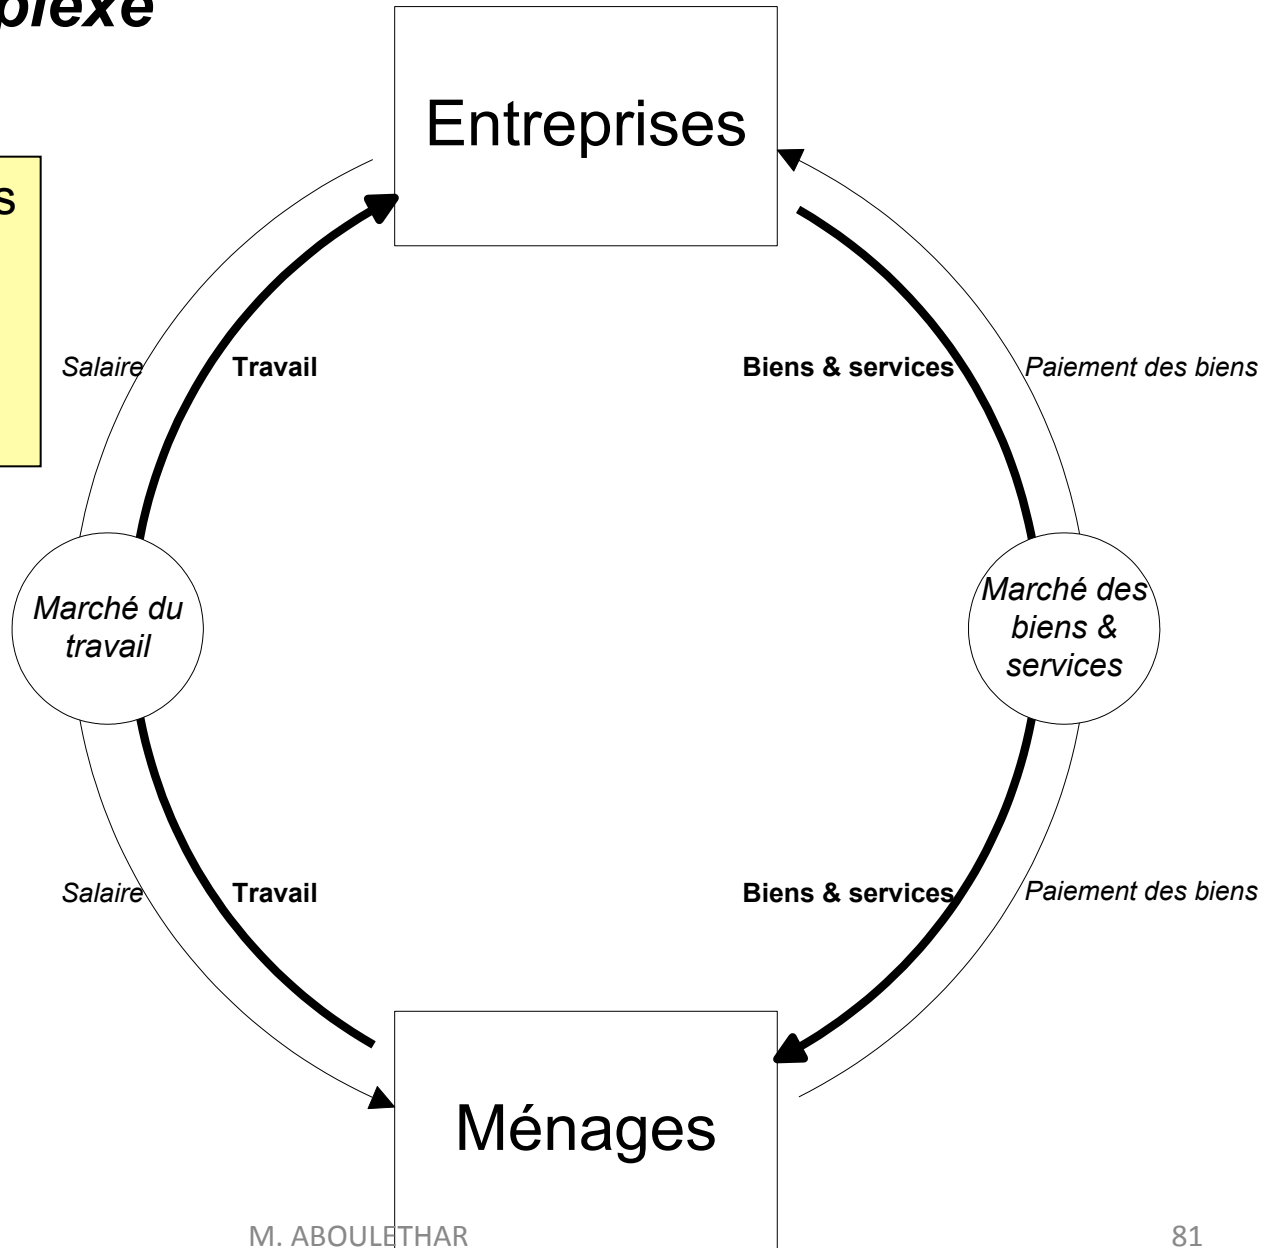 plexe
Entreprises
s
Salaire
Travail
Biens & services
Paiement des biens
Marché du
travail
Marché des
biens &
services
Salaire
Travail
Biens & services
Paiement des biens
Ménages
M. ABOULETHAR
81